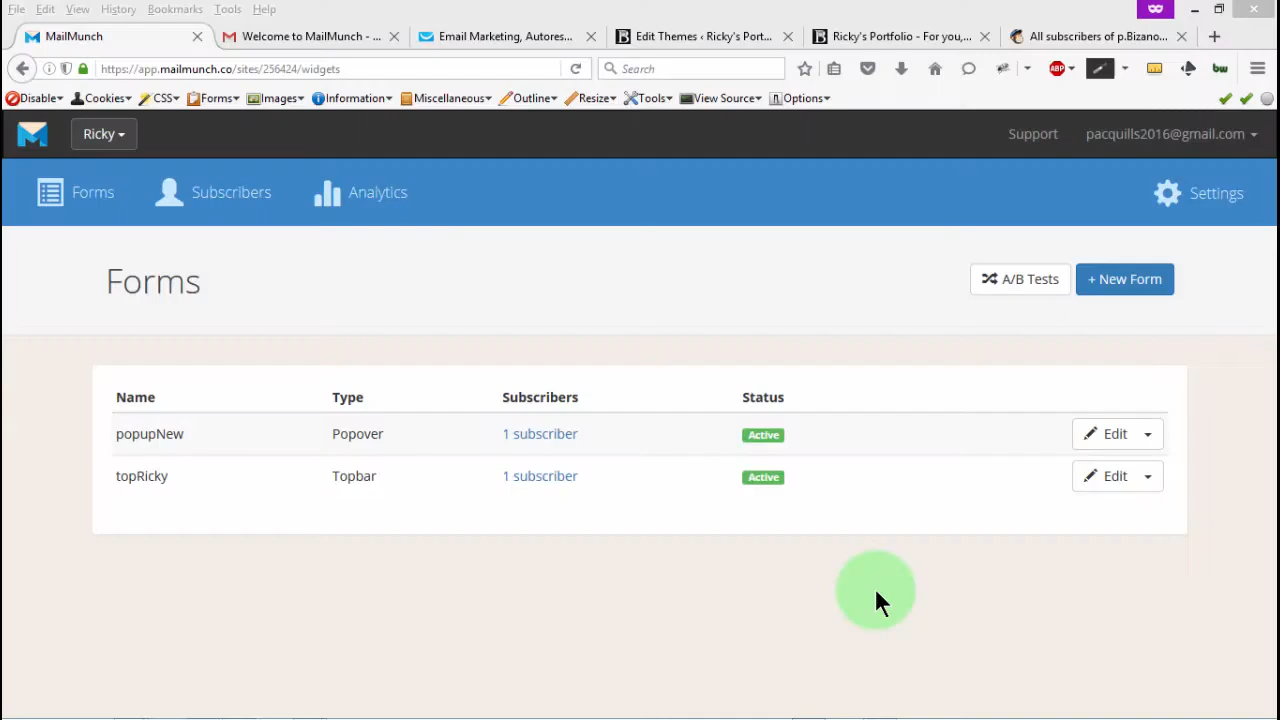 File Edit View History Bookmarks Tools Help
MailMunch Welcome to MailMunch - ... Email Marketing, Autores... Edit Themes ‹ Ricky's Port... Ricky's Portfolio - For you,... All subscribers of p.Bizano...
https://app.mailmunch.co/sites/256424/widgets Search ABP bw
Disable Cookies CSS Forms Images Information Miscellaneous Outline Resize Tools View Source Options
Ricky Support pacquills2016@gmail.com
Forms Subscribers Analytics Settings
Forms A/B Tests + New Form
Name Type Subscribers Status
popupNew Popover 1 subscriber Active Edit
topRicky Topbar 1 subscriber Active Edit